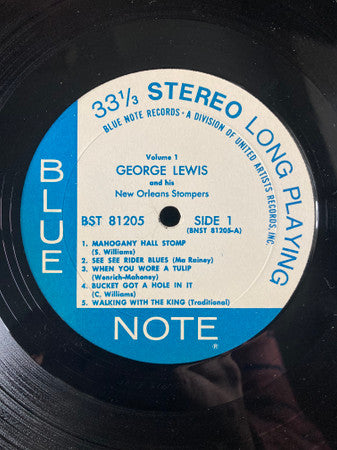 33 1/3 STEREO LONG PLAYING
BLUE NOTE RECORDS · A DIVISION OF UNITED ARTISTS RECORDS, INC.
Volume 1
GEORGE LEWIS
and his
New Orleans Stompers
BST 81205 SIDE 1
(BNST 81205-A)
1. MAHOGANY HALL STOMP
(S. Williams)
2. SEE SEE RIDER BLUES (Ma Rainey)
3. WHEN YOU WORE A TULIP
(Wenrich-Mahoney)
4. BUCKET GOT A HOLE IN IT
(C. Williams)
5. WALKING WITH THE KING (Traditional)
BLUE
NOTE
®